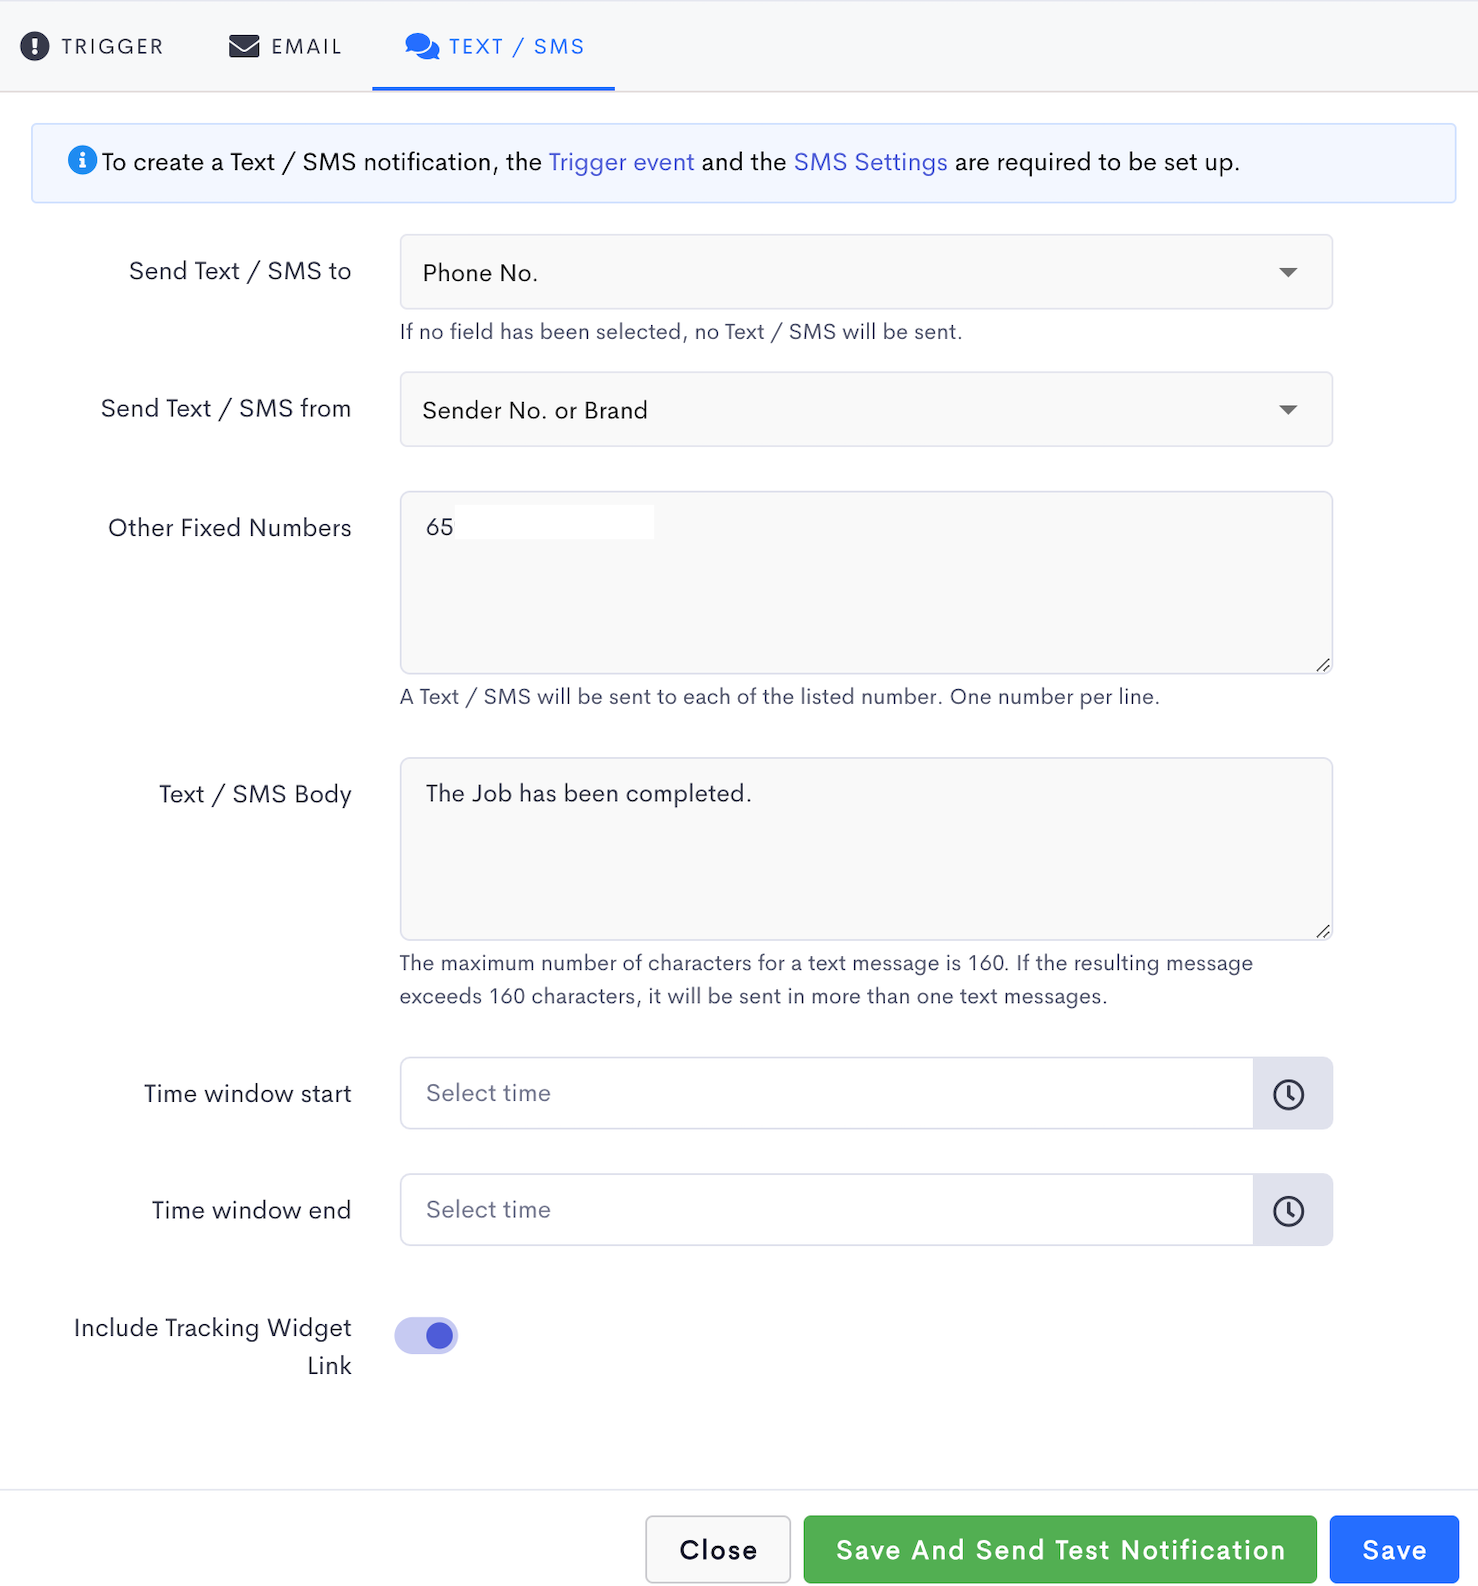 TRIGGER
EMAIL
TEXT / SMS
To create a Text / SMS notification, the Trigger event and the SMS Settings are required to be set up.
Send Text / SMS to
Phone No.
If no field has been selected, no Text / SMS will be sent.
Send Text / SMS from
Sender No. or Brand
Other Fixed Numbers
65
A Text / SMS will be sent to each of the listed number. One number per line.
Text / SMS Body
The Job has been completed.
The maximum number of characters for a text message is 160. If the resulting message
exceeds 160 characters, it will be sent in more than one text messages.
Time window start
Select time
Time window end
Select time
Include Tracking Widget
Link
Close
Save And Send Test Notification
Save